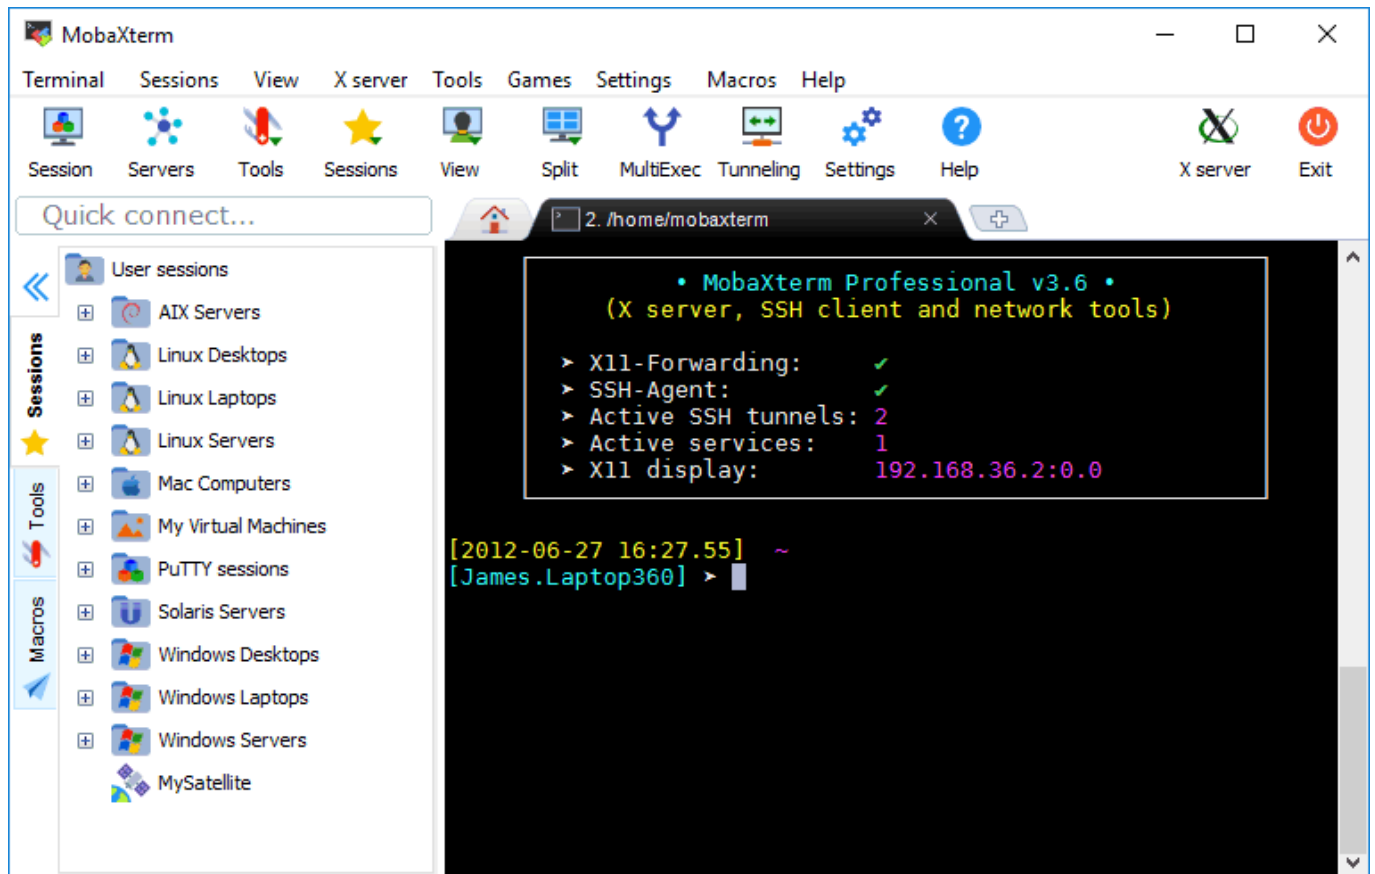 MobaXterm
Terminal Sessions View X server Tools Games Settings Macros Help
Session Servers Tools Sessions View Split MultiExec Tunneling Settings Help X server Exit
Quick connect...
2. /home/mobaxterm
User sessions
AIX Servers
Linux Desktops
Linux Laptops
Linux Servers
Mac Computers
My Virtual Machines
PuTTY sessions
Solaris Servers
Windows Desktops
Windows Laptops
Windows Servers
MySatellite
Sessions
Tools
Macros
• MobaXterm Professional v3.6 •
(X server, SSH client and network tools)
➤ X11-Forwarding: ✔
➤ SSH-Agent: ✔
➤ Active SSH tunnels: 2
➤ Active services: 1
➤ X11 display: 192.168.36.2:0.0
[2012-06-27 16:27.55] ~
[James.Laptop360] ➤